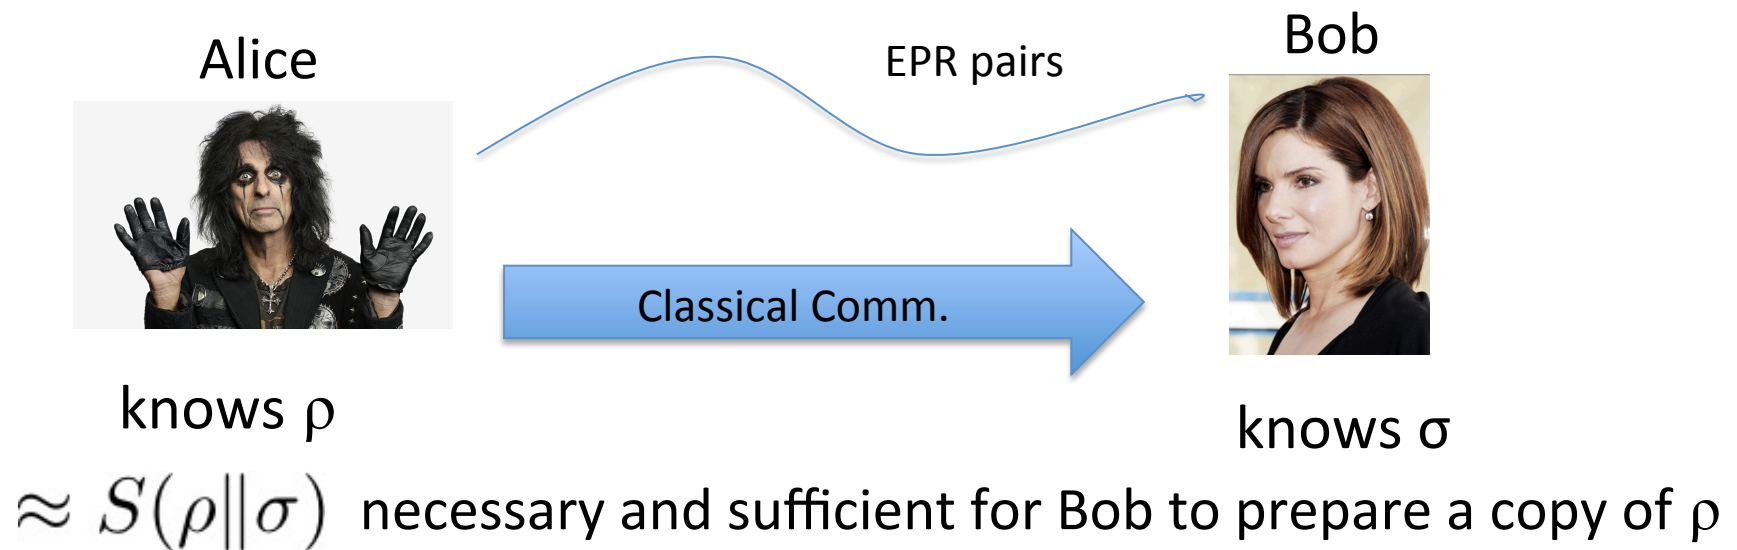 Alice
EPR pairs
Bob
Classical Comm.
knows ρ
knows σ
≈ S(ρ||σ) necessary and sufficient for Bob to prepare a copy of ρ